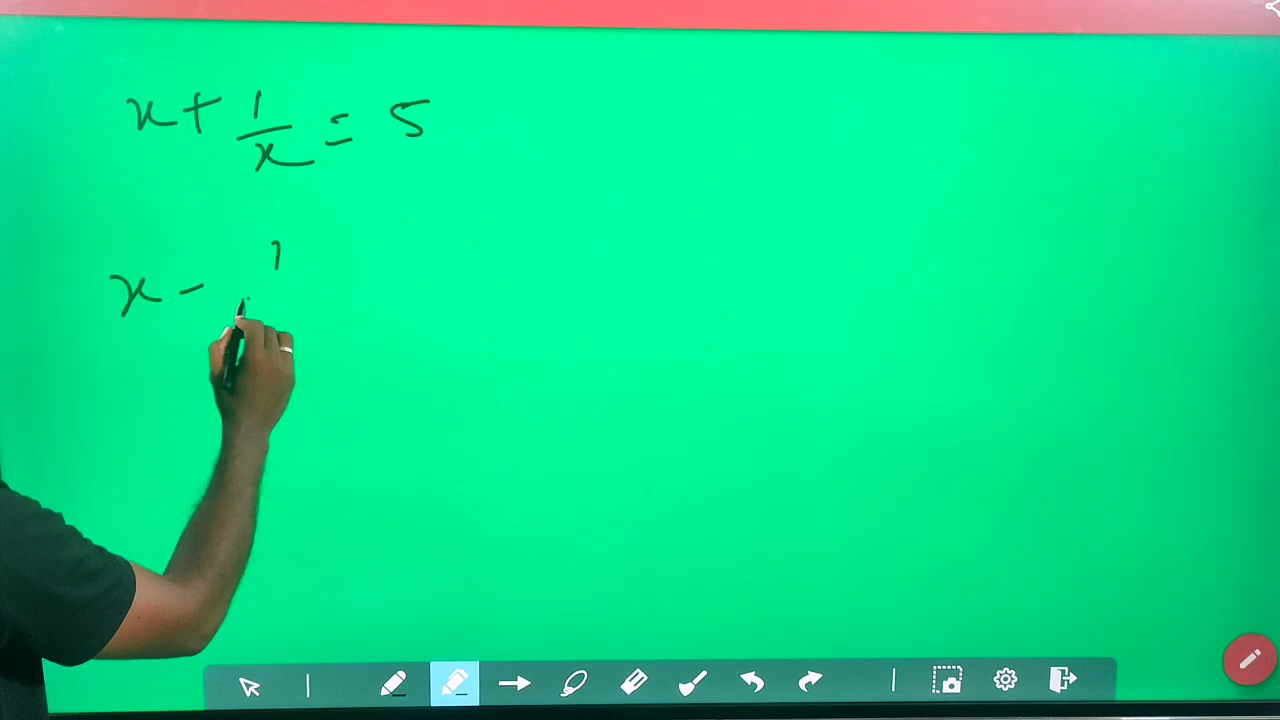 x + 1/x = 5
x - 1